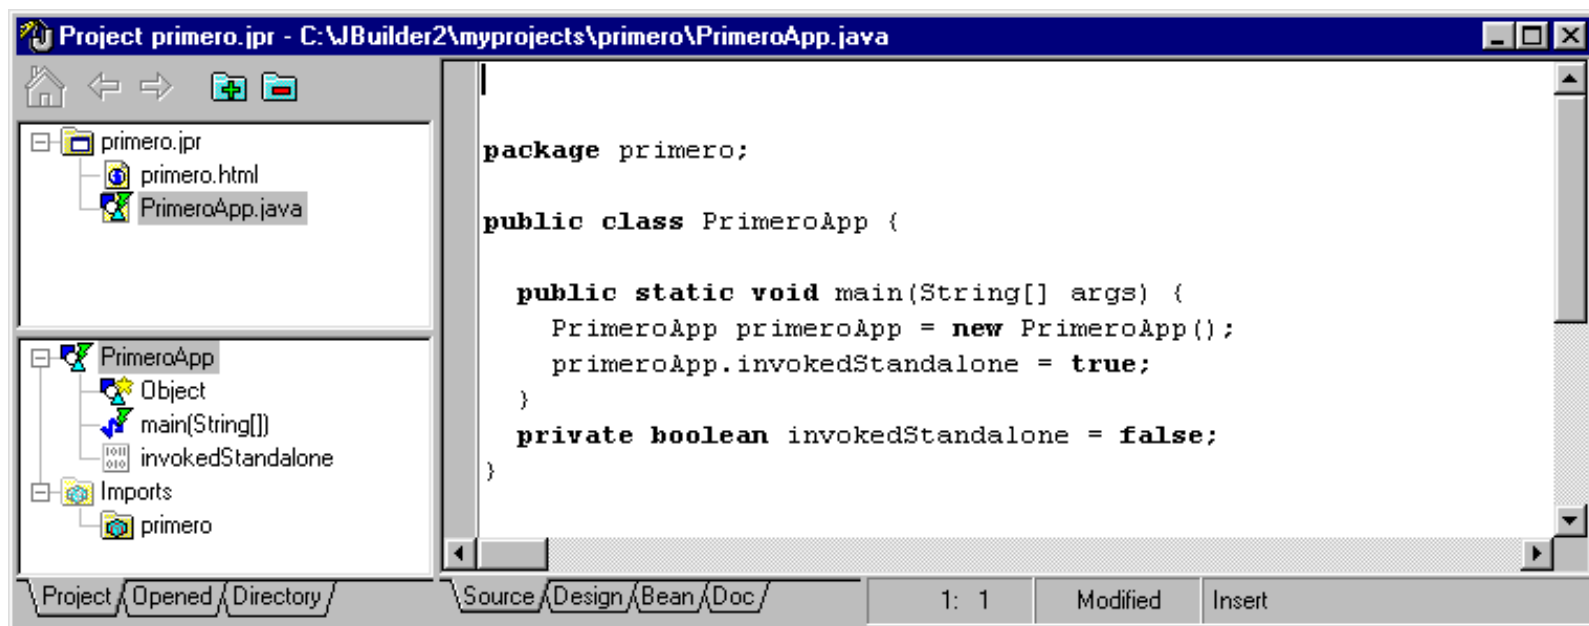 Project primero.jpr - C:\JBuilder2\myprojects\primero\PrimeroApp.java
primero.jpr
primero.html
PrimeroApp.java
PrimeroApp
Object
main(String[])
invokedStandalone
Imports
primero
Project Opened Directory
package primero;
public class PrimeroApp {
public static void main(String[] args) {
PrimeroApp primeroApp = new PrimeroApp();
primeroApp.invokedStandalone = true;
}
private boolean invokedStandalone = false;
}
Source Design Bean Doc
1: 1 Modified Insert